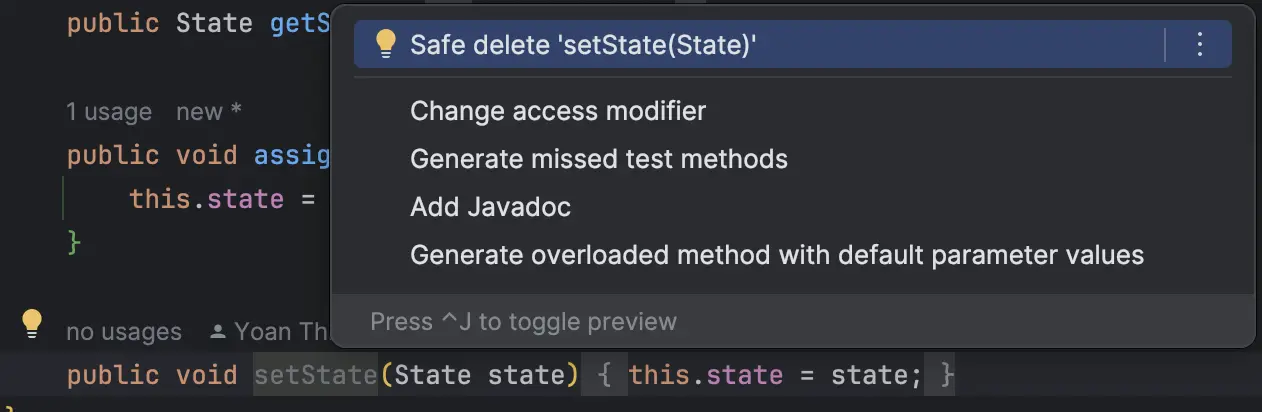 public State getS
Safe delete 'setState(State)'
1 usage new *
Change access modifier
public void assig
Generate missed test methods
this.state =
Add Javadoc
}
Generate overloaded method with default parameter values
Press ^J to toggle preview
no usages Yoan Th
public void setState(State state) { this.state = state; }
}